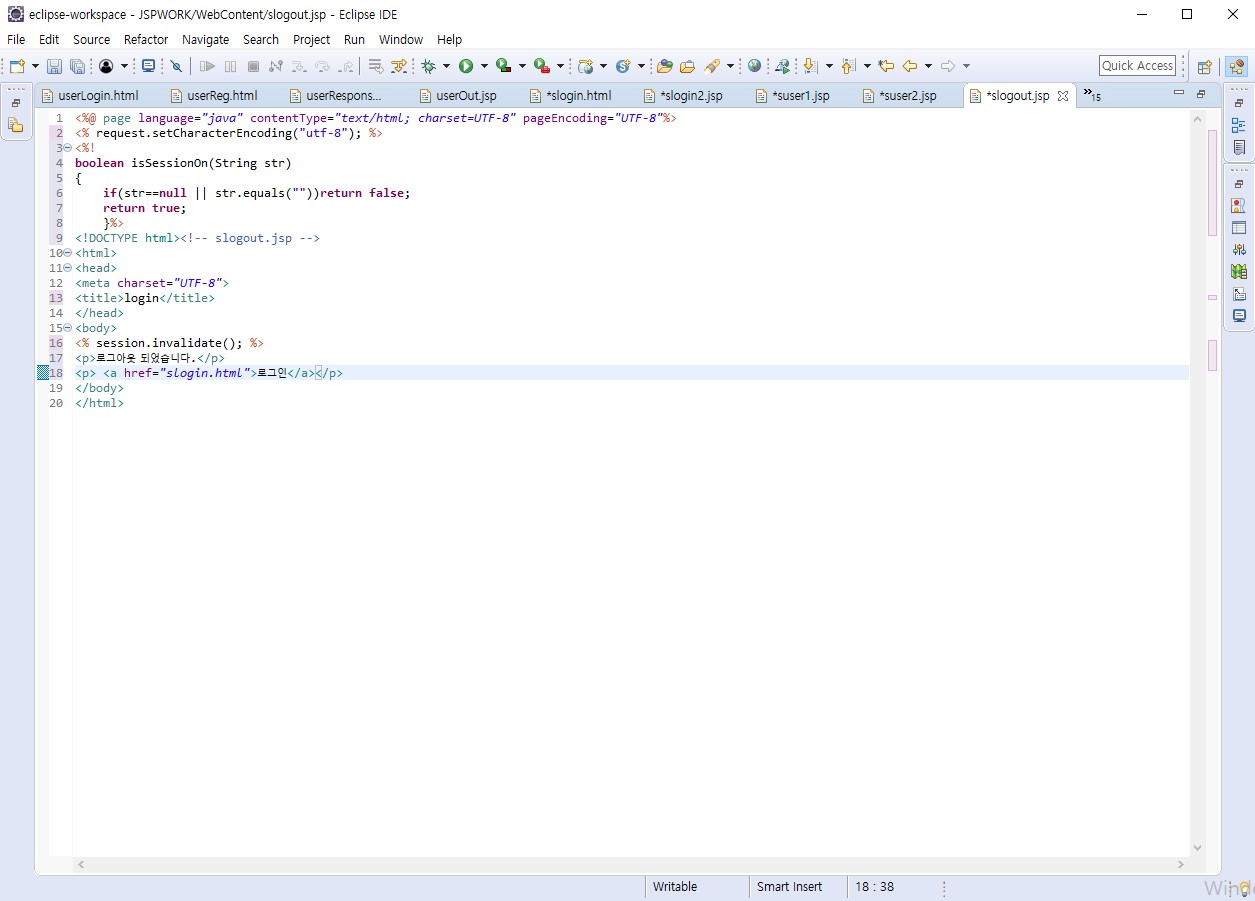 eclipse-workspace - JSPWORK/WebContent/slogout.jsp - Eclipse IDE
File Edit Source Refactor Navigate Search Project Run Window Help
Quick Access
userLogin.html userReg.html userRespons... userOut.jsp *slogin.html *slogin2.jsp *suser1.jsp *suser2.jsp *slogout.jsp »15
1 <%@ page language="java" contentType="text/html; charset=UTF-8" pageEncoding="UTF-8"%>
2 <% request.setCharacterEncoding("utf-8"); %>
3 <%!
4 boolean isSessionOn(String str)
5 {
6 if(str==null || str.equals(""))return false;
7 return true;
8 }%>
9 <!DOCTYPE html><!-- slogout.jsp -->
10 <html>
11 <head>
12 <meta charset="UTF-8">
13 <title>login</title>
14 </head>
15 <body>
16 <% session.invalidate(); %>
17 <p>로그아웃 되었습니다.</p>
18 <p> <a href="slogin.html">로그인</a></p>
19 </body>
20 </html>
Writable Smart Insert 18 : 38